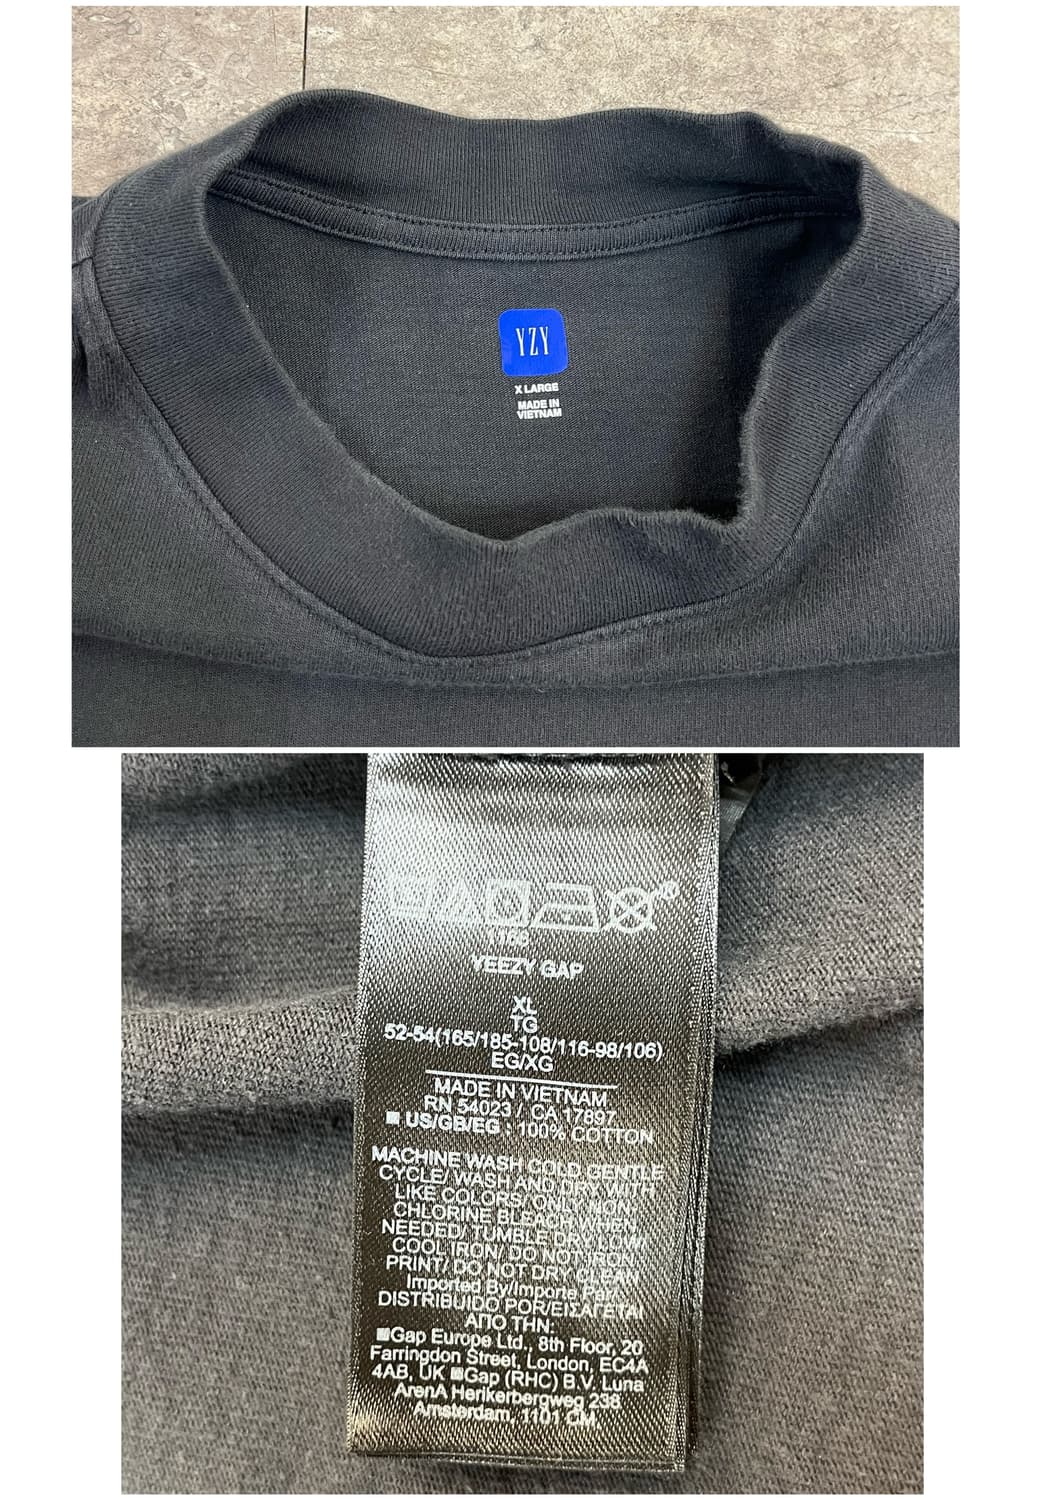 YZY
X LARGE
MADE IN
VIETNAM
YEEZY GAP
XL
TG
52-54(165/185-108/116-98/106)
EG/XG
MADE IN VIETNAM
RN 54023 / CA 17897
US/GB/EG : 100% COTTON
MACHINE WASH COLD GENTLE
CYCLE/ WASH AND DRY WITH
LIKE COLORS/ ONLY NON-
CHLORINE BLEACH WHEN
NEEDED/ TUMBLE DRY LOW/
COOL IRON/ DO NOT IRON
PRINT/ DO NOT DRY CLEAN
Imported By/Importe Par/
DISTRIBUIDO POR/ΕΙΣΑΓΕΤΑΙ
ΑΠΟ ΤΗΝ:
Gap Europe Ltd., 8th Floor, 20
Farringdon Street, London, EC4A
4AB, UK Gap (RHC) B.V. Luna
ArenA Herikerbergweg 238
Amsterdam, 1101 CM